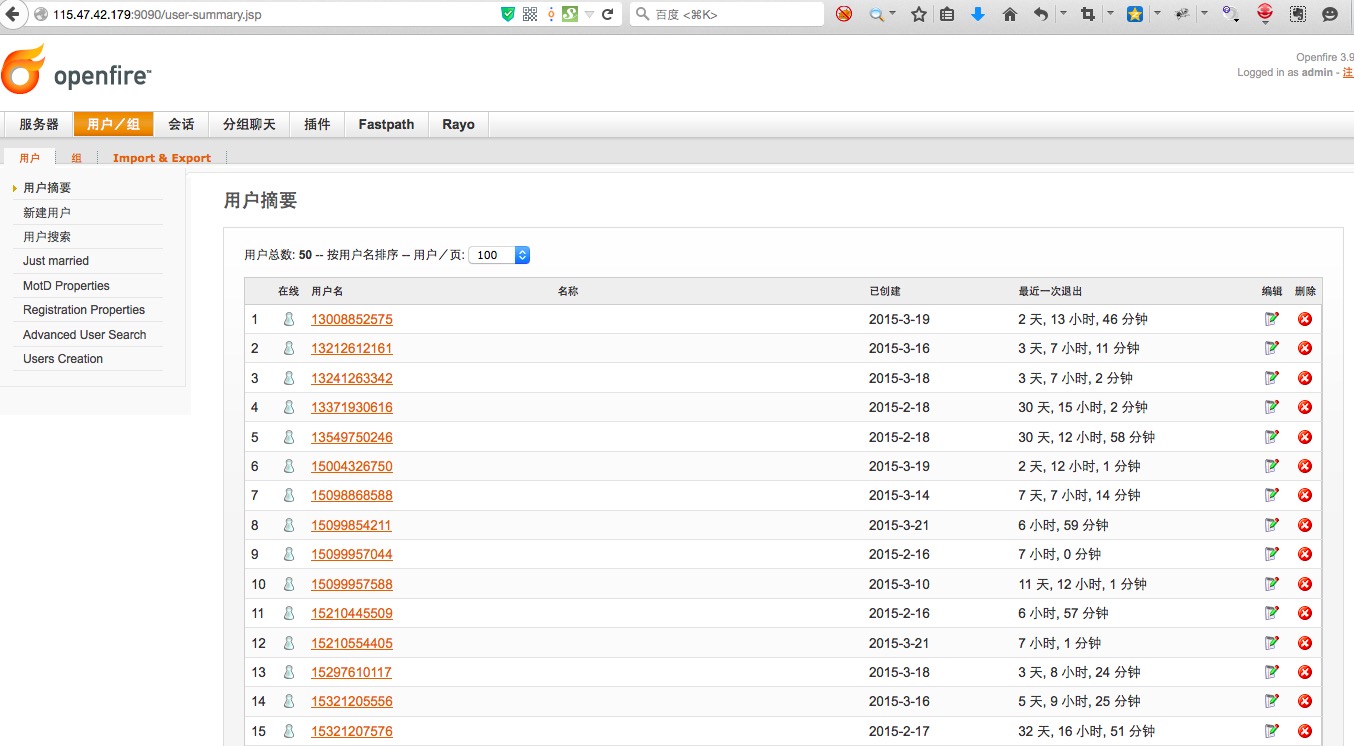 115.47.42.179:9090/user-summary.jsp
百度 <⌘K>
openfire™
Openfire 3.9
Logged in as admin - 注
服务器 用户／组 会话 分组聊天 插件 Fastpath Rayo
用户 组 Import & Export
用户摘要
新建用户
用户搜索
Just married
MotD Properties
Registration Properties
Advanced User Search
Users Creation
用户摘要
用户总数: 50 -- 按用户名排序 -- 用户／页: 100
在线 用户名 名称 已创建 最近一次退出 编辑 删除
1 13008852575 2015-3-19 2 天, 13 小时, 46 分钟
2 13212612161 2015-3-16 3 天, 7 小时, 11 分钟
3 13241263342 2015-3-18 3 天, 7 小时, 2 分钟
4 13371930616 2015-2-18 30 天, 15 小时, 2 分钟
5 13549750246 2015-2-18 30 天, 12 小时, 58 分钟
6 15004326750 2015-3-19 2 天, 12 小时, 1 分钟
7 15098868588 2015-3-14 7 天, 7 小时, 14 分钟
8 15099854211 2015-3-21 6 小时, 59 分钟
9 15099957044 2015-2-16 7 小时, 0 分钟
10 15099957588 2015-3-10 11 天, 12 小时, 1 分钟
11 15210445509 2015-2-16 6 小时, 57 分钟
12 15210554405 2015-3-21 7 小时, 1 分钟
13 15297610117 2015-3-18 3 天, 8 小时, 24 分钟
14 15321205556 2015-3-16 5 天, 9 小时, 25 分钟
15 15321207576 2015-2-17 32 天, 16 小时, 51 分钟